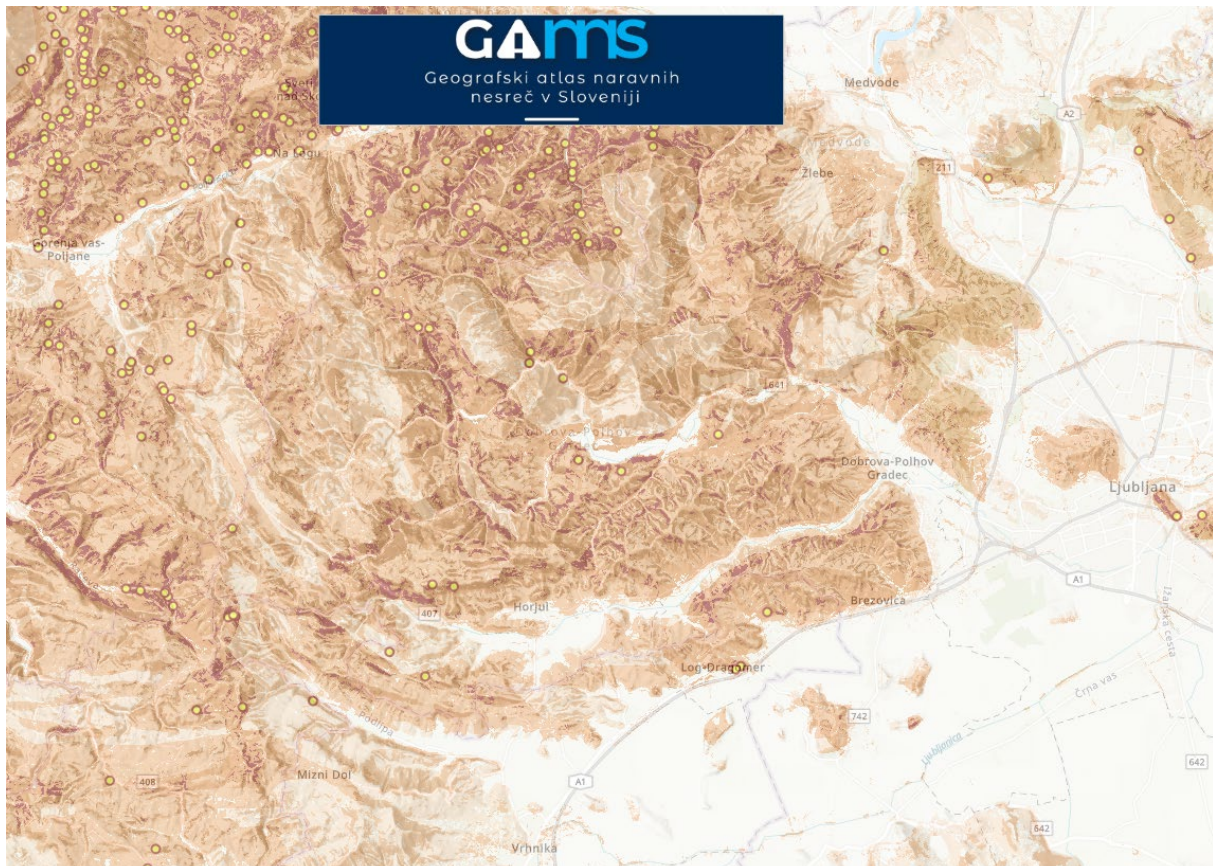 GAMS
Geografski atlas naravnih
nesreč v Sloveniji
Medvode
A2
Na Logu
211
Žlebe
Gorenja vas-
Poljane
641
Dobrova-Polhov
Gradec
Ljubljana
A1
407
Horjul
Brezovica
Ižanska cesta
Log-Dragomer
Črna vas
Podlipa
742
Ljubljanica
642
Mizni Dol
408
A1
642
Vrhnika